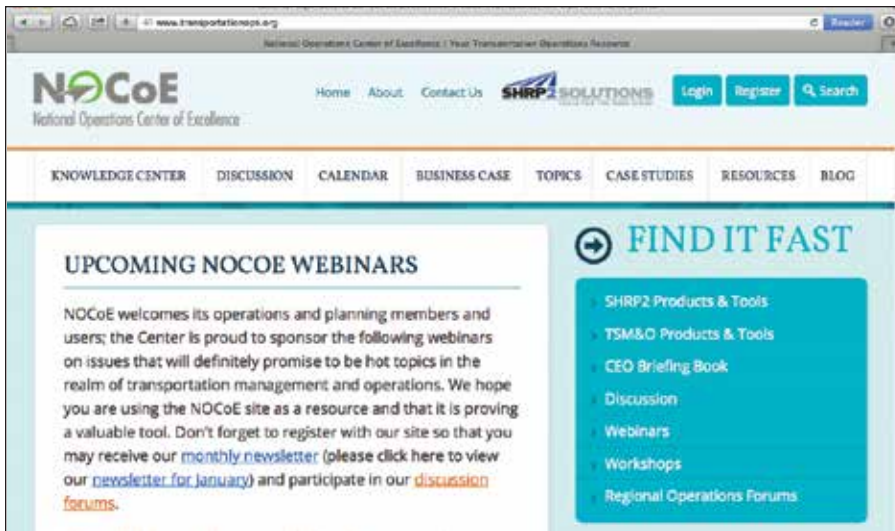 www.transportationops.org
Reader
National Operations Center of Excellence | Your Transportation Operations Resource
NOCoE
National Operations Center of Excellence
Home About Contact Us SHRP2SOLUTIONS Login Register Search
KNOWLEDGE CENTER DISCUSSION CALENDAR BUSINESS CASE TOPICS CASE STUDIES RESOURCES BLOG
UPCOMING NOCOE WEBINARS
NOCoE welcomes its operations and planning members and
users; the Center is proud to sponsor the following webinars
on issues that will definitely promise to be hot topics in the
realm of transportation management and operations. We hope
you are using the NOCoE site as a resource and that it is proving
a valuable tool. Don't forget to register with our site so that you
may receive our monthly newsletter (please click here to view
our newsletter for January) and participate in our discussion
forums.
FIND IT FAST
SHRP2 Products & Tools
TSM&O Products & Tools
CEO Briefing Book
Discussion
Webinars
Workshops
Regional Operations Forums